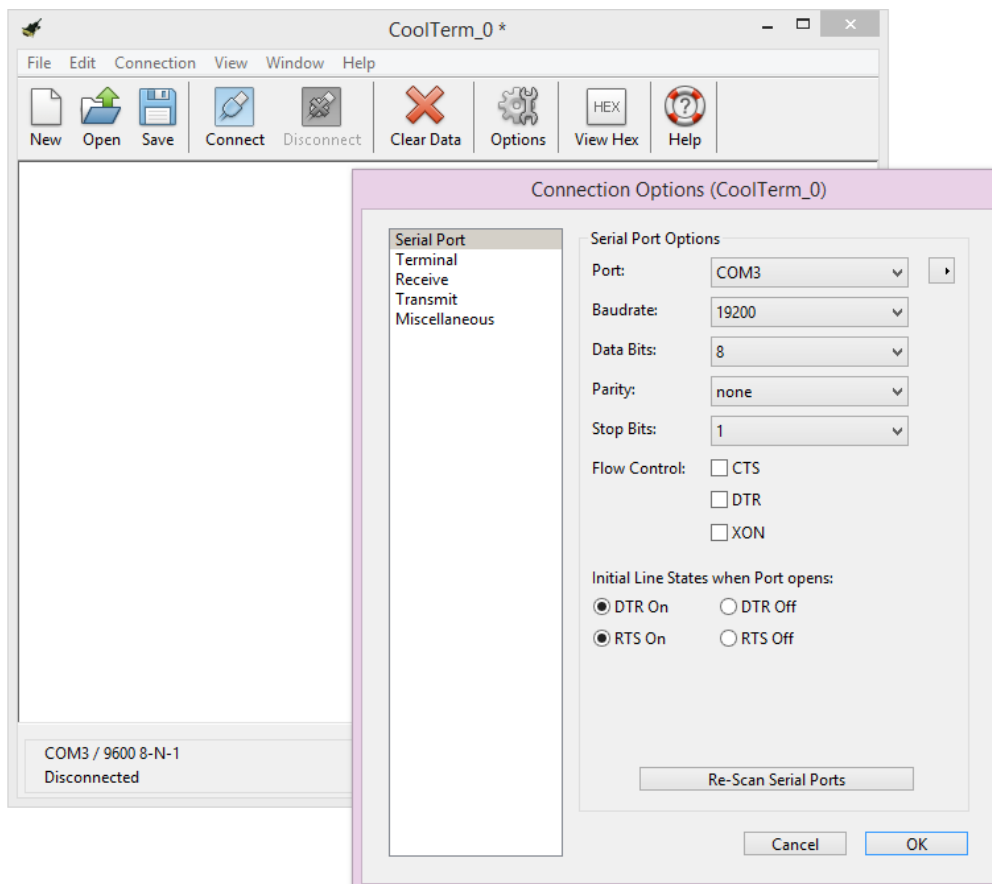 CoolTerm_0 *
File Edit Connection View Window Help
New Open Save Connect Disconnect Clear Data Options HEX View Hex Help
Connection Options (CoolTerm_0)
Serial Port
Terminal
Receive
Transmit
Miscellaneous
Serial Port Options
Port: COM3
Baudrate: 19200
Data Bits: 8
Parity: none
Stop Bits: 1
Flow Control: CTS
DTR
XON
Initial Line States when Port opens:
DTR On DTR Off
RTS On RTS Off
Re-Scan Serial Ports
Cancel OK
COM3 / 9600 8-N-1
Disconnected